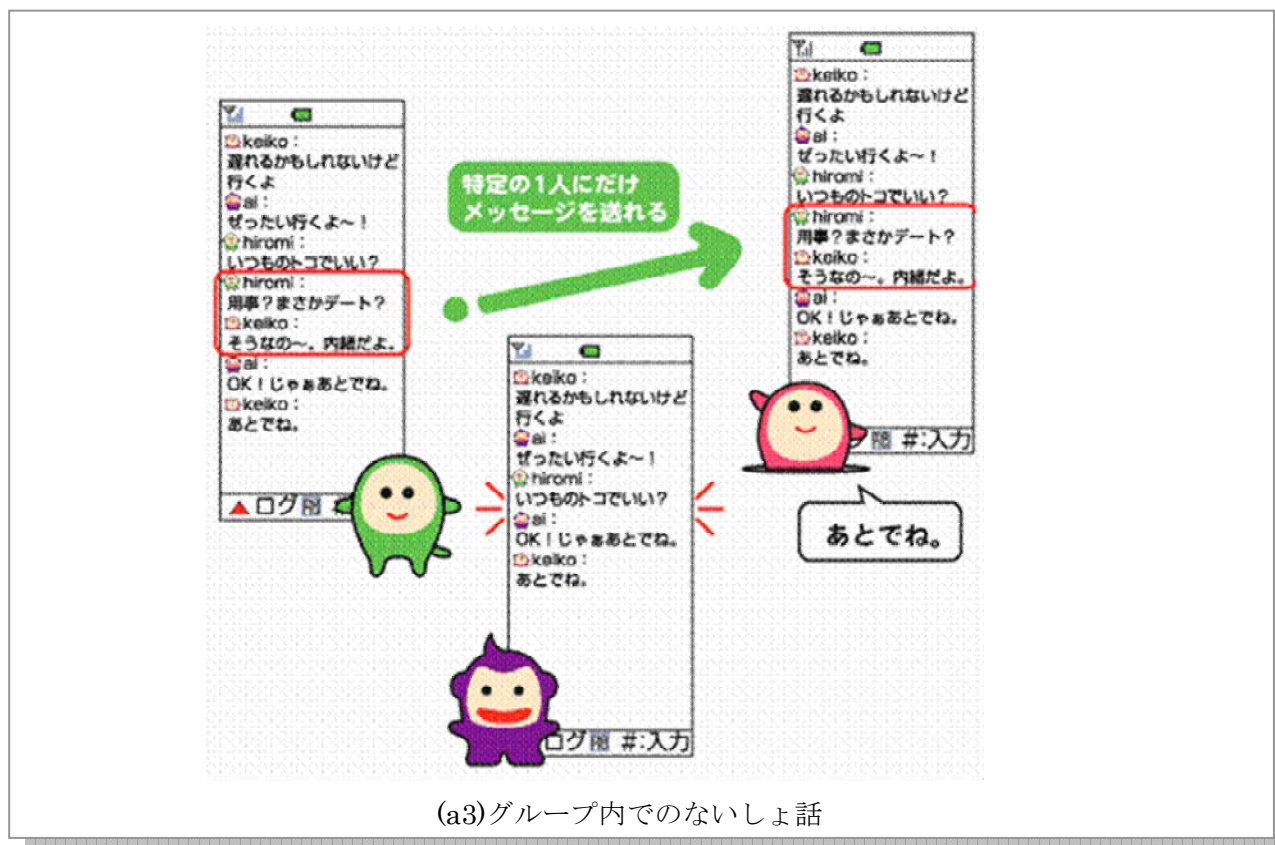 keiko：
遅れるかもしれないけど
行くよ
ai：
ぜったい行くよ～！
hiromi：
いつものトコでいい？
hiromi：
用事？まさかデート？
keiko：
そうなの～。内緒だよ。
ai：
OK！じゃぁあとでね。
keiko：
あとでね。
▲ログ
特定の1人にだけ
メッセージを送れる
keiko：
遅れるかもしれないけど
行くよ
ai：
ぜったい行くよ～！
hiromi：
いつものトコでいい？
ai：
OK！じゃぁあとでね。
keiko：
あとでね。
ログ #:入力
keiko：
遅れるかもしれないけど
行くよ
ai：
ぜったい行くよ～！
hiromi：
いつものトコでいい？
hiromi：
用事？まさかデート？
keiko：
そうなの～。内緒だよ。
ai：
OK！じゃぁあとでね。
keiko：
あとでね。
#:入力
あとでね。
(a3)グループ内でのないしょ話